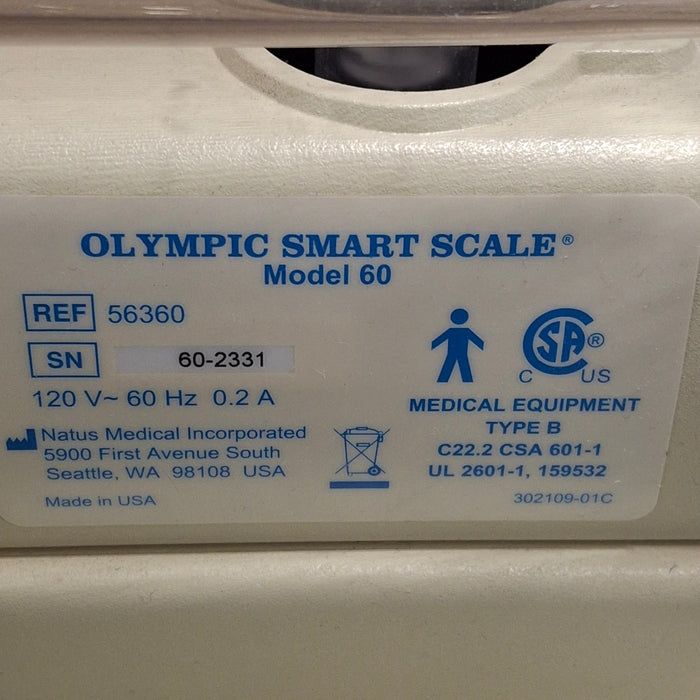 OLYMPIC SMART SCALE®
Model 60
REF 56360
SN 60-2331
120 V~ 60 Hz 0.2 A
Natus Medical Incorporated
5900 First Avenue South
Seattle, WA 98108 USA
Made in USA
CSA®
C US
MEDICAL EQUIPMENT
TYPE B
C22.2 CSA 601-1
UL 2601-1, 159532
302109-01C